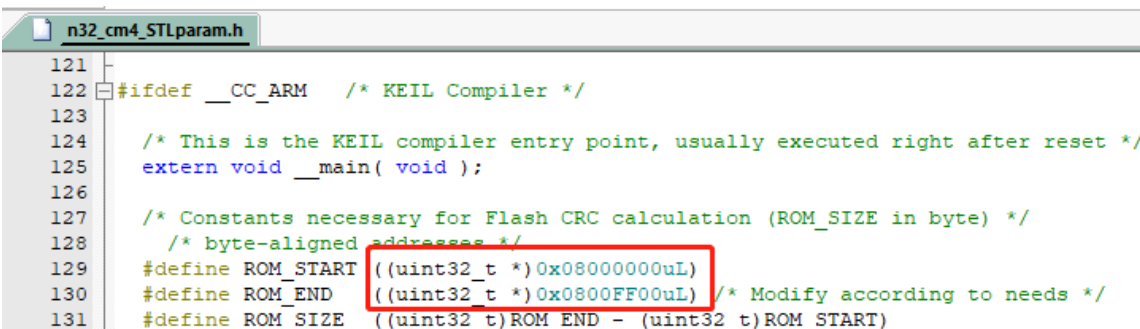 n32_cm4_STLparam.h
121
122 #ifdef __CC_ARM /* KEIL Compiler */
123
124 /* This is the KEIL compiler entry point, usually executed right after reset */
125 extern void __main( void );
126
127 /* Constants necessary for Flash CRC calculation (ROM_SIZE in byte) */
128 /* byte-aligned addresses */
129 #define ROM_START ((uint32_t *)0x08000000uL)
130 #define ROM_END ((uint32_t *)0x0800FF00uL) /* Modify according to needs */
131 #define ROM_SIZE ((uint32_t)ROM_END - (uint32_t)ROM_START)